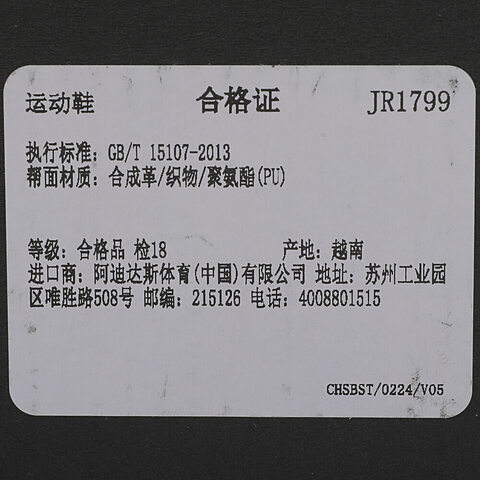 运动鞋 合格证 JR1799
执行标准: GB/T 15107-2013
帮面材质: 合成革/织物/聚氨酯(PU)
等级: 合格品 检18 产地: 越南
进口商: 阿迪达斯体育(中国)有限公司 地址: 苏州工业园
区唯胜路508号 邮编: 215126 电话: 4008801515
CHSBST/0224/V05